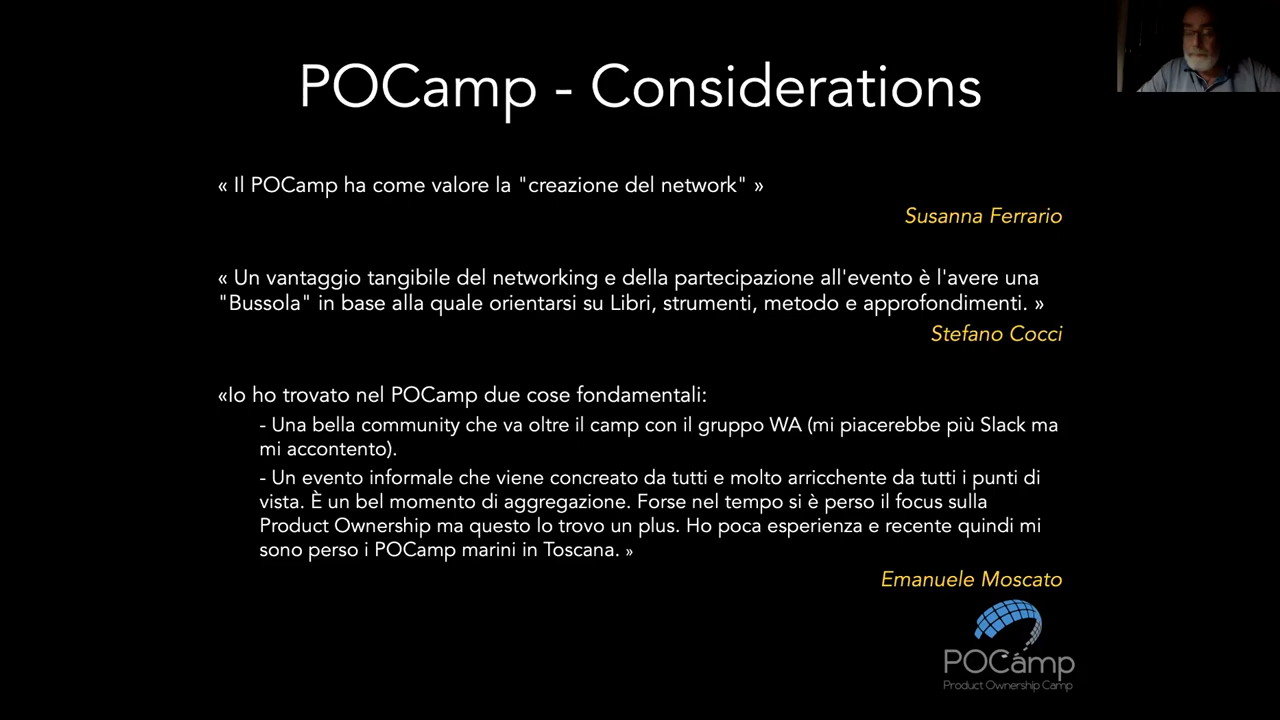 POCamp - Considerations
« Il POCamp ha come valore la "creazione del network" »
Susanna Ferrario
« Un vantaggio tangibile del networking e della partecipazione all'evento è l'avere una
"Bussola" in base alla quale orientarsi su Libri, strumenti, metodo e approfondimenti. »
Stefano Cocci
«Io ho trovato nel POCamp due cose fondamentali:
- Una bella community che va oltre il camp con il gruppo WA (mi piacerebbe più Slack ma
mi accontento).
- Un evento informale che viene concreato da tutti e molto arricchente da tutti i punti di
vista. È un bel momento di aggregazione. Forse nel tempo si è perso il focus sulla
Product Ownership ma questo lo trovo un plus. Ho poca esperienza e recente quindi mi
sono perso i POCamp marini in Toscana. »
Emanuele Moscato
POCamp
Product Ownership Camp